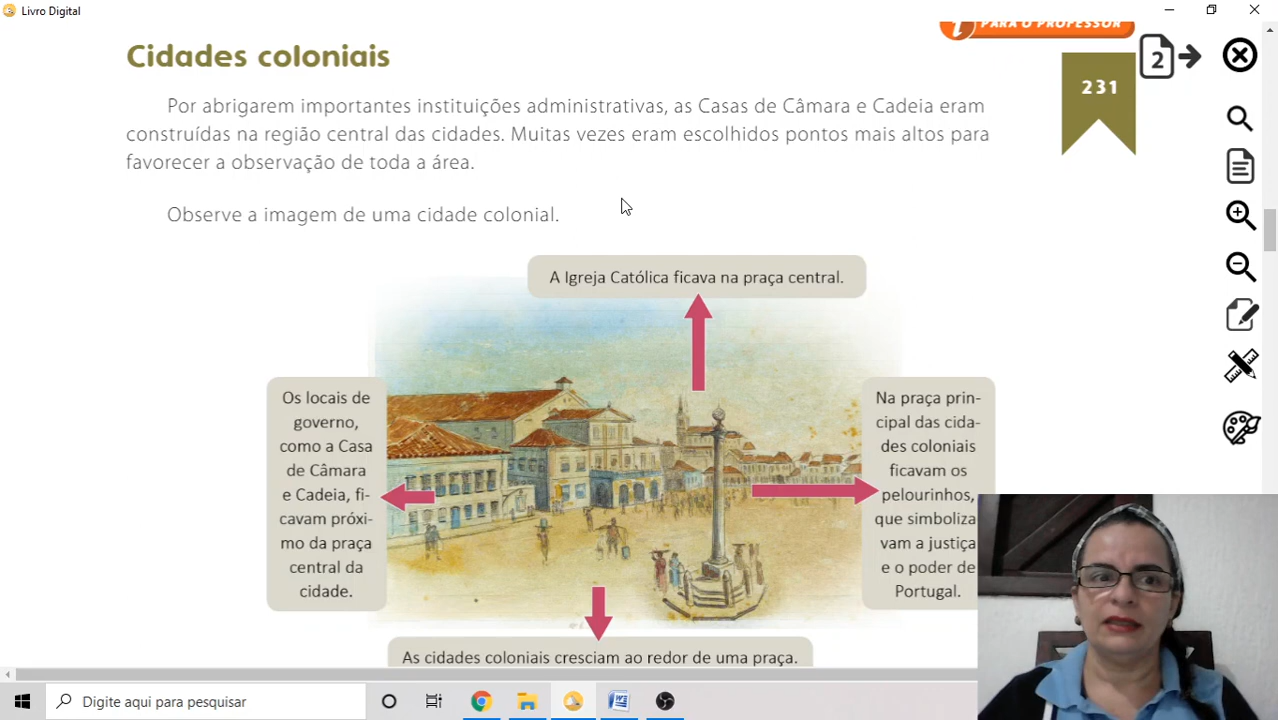 Livro Digital
PARA O PROFESSOR
2
231
Cidades coloniais
Por abrigarem importantes instituições administrativas, as Casas de Câmara e Cadeia eram
construídas na região central das cidades. Muitas vezes eram escolhidos pontos mais altos para
favorecer a observação de toda a área.
Observe a imagem de uma cidade colonial.
A Igreja Católica ficava na praça central.
Os locais de
governo,
como a Casa
de Câmara
e Cadeia, fi-
cavam próxi-
mo da praça
central da
cidade.
Na praça prin-
cipal das cida-
des coloniais
ficavam os
pelourinhos,
que simboliza
vam a justiça
e o poder de
Portugal.
As cidades coloniais cresciam ao redor de uma praça.
Digite aqui para pesquisar